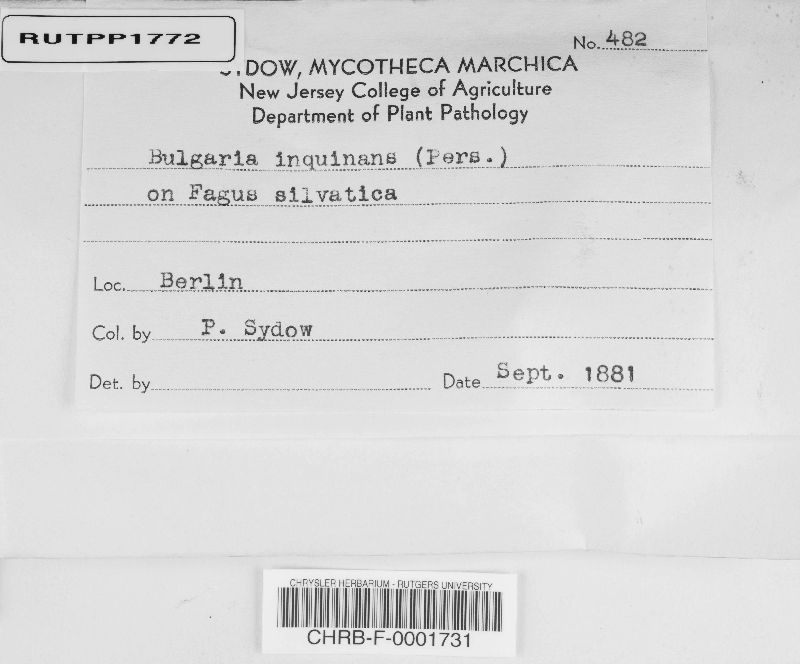 RUTPP1772
No. 482
SYDOW, MYCOTHECA MARCHICA
New Jersey College of Agriculture
Department of Plant Pathology
Bulgaria inquinans (Pers.)
on Fagus silvatica
Loc. Berlin
Col. by P. Sydow
Det. by
Date Sept. 1881
CHRYSLER HERBARIUM - RUTGERS UNIVERSITY
CHRB-F-0001731